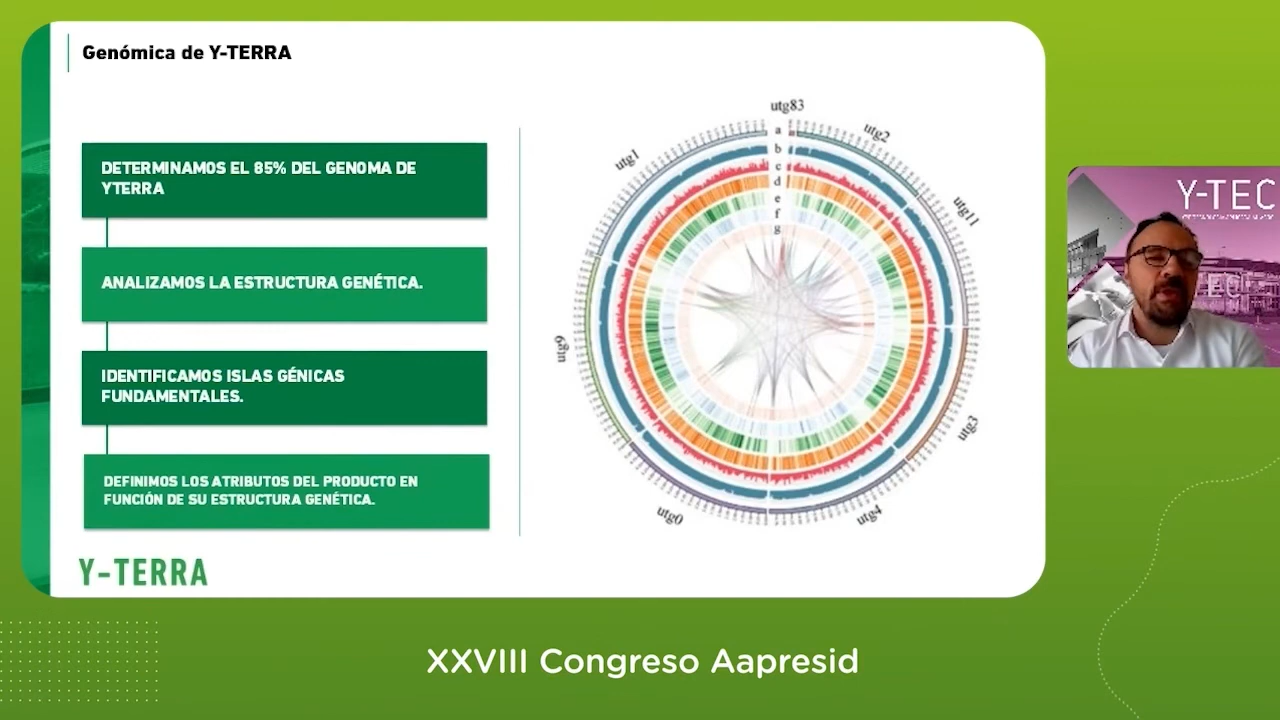 Genómica de Y-TERRA
DETERMINAMOS EL 85% DEL GENOMA DE
YTERRA
ANALIZAMOS LA ESTRUCTURA GENÉTICA.
IDENTIFICAMOS ISLAS GÉNICAS
FUNDAMENTALES.
DEFINIMOS LOS ATRIBUTOS DEL PRODUCTO EN
FUNCIÓN DE SU ESTRUCTURA GENÉTICA.
Y-TERRA
utg83
utg2
utg11
utg3
utg4
utg0
utg9
utg1
a
b
c
d
e
f
g
Y-TEC
XXVIII Congreso Aapresid